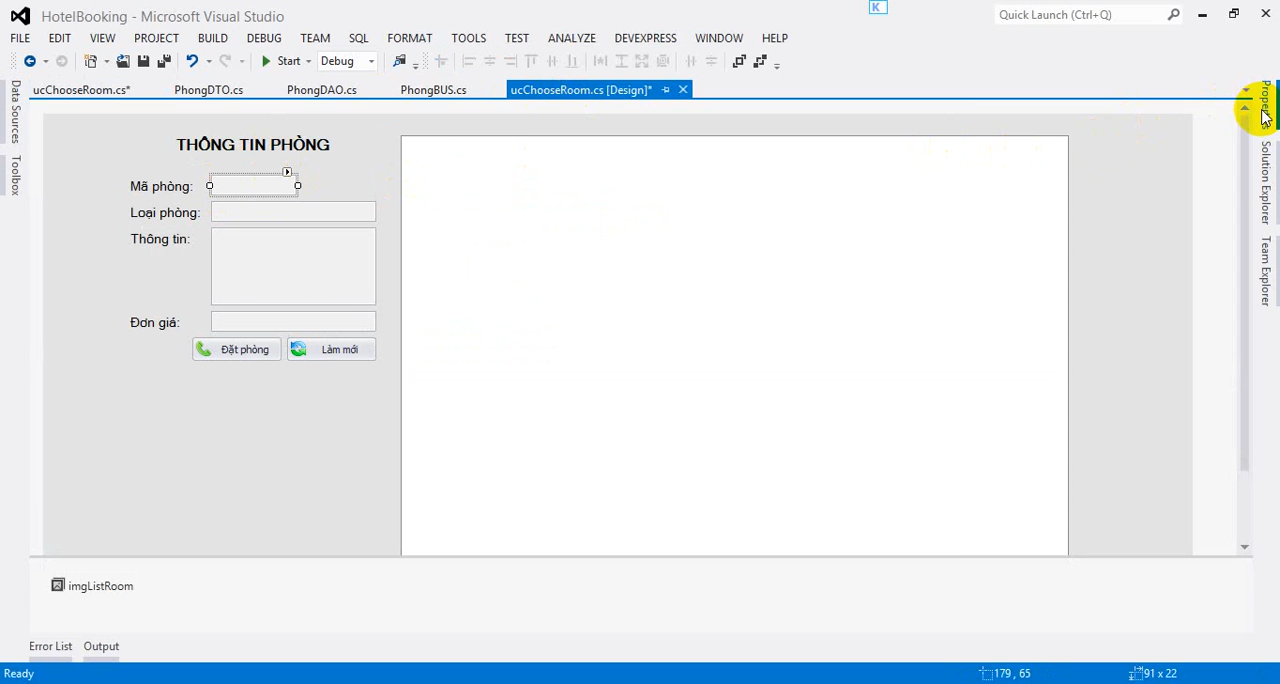 HotelBooking - Microsoft Visual Studio
K
Quick Launch (Ctrl+Q)
FILE EDIT VIEW PROJECT BUILD DEBUG TEAM SQL FORMAT TOOLS TEST ANALYZE DEVEXPRESS WINDOW HELP
Start Debug
ucChooseRoom.cs* PhongDTO.cs PhongDAO.cs PhongBUS.cs ucChooseRoom.cs [Design]*
Data Sources
Toolbox
Properties
Solution Explorer
Team Explorer
THÔNG TIN PHÒNG
Mã phòng:
Loại phòng:
Thông tin:
Đơn giá:
Đặt phòng Làm mới
imgListRoom
Error List Output
Ready 179 , 65 91 x 22